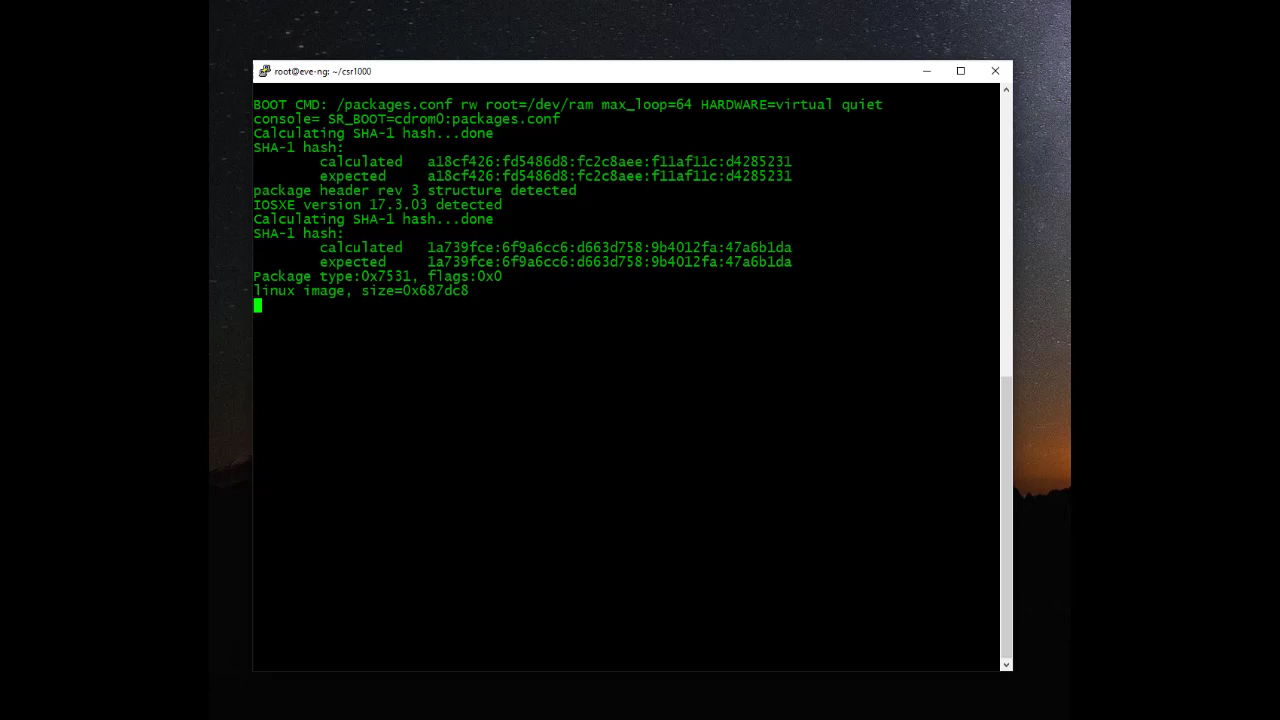 root@eve-ng: ~/csr1000
BOOT CMD: /packages.conf rw root=/dev/ram max_loop=64 HARDWARE=virtual quiet
console= SR_BOOT=cdrom0:packages.conf
Calculating SHA-1 hash...done
SHA-1 hash:
calculated a18cf426:fd5486d8:fc2c8aee:f11af11c:d4285231
expected a18cf426:fd5486d8:fc2c8aee:f11af11c:d4285231
package header rev 3 structure detected
IOSXE version 17.3.03 detected
Calculating SHA-1 hash...done
SHA-1 hash:
calculated 1a739fce:6f9a6cc6:d663d758:9b4012fa:47a6b1da
expected 1a739fce:6f9a6cc6:d663d758:9b4012fa:47a6b1da
Package type:0x7531, flags:0x0
linux image, size=0x687dc8